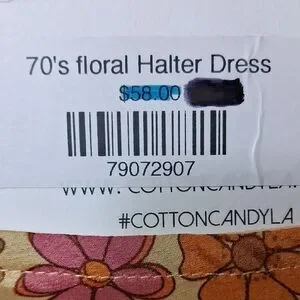 70's floral Halter Dress
$58.00
79072907
#COTTONCANDYLA